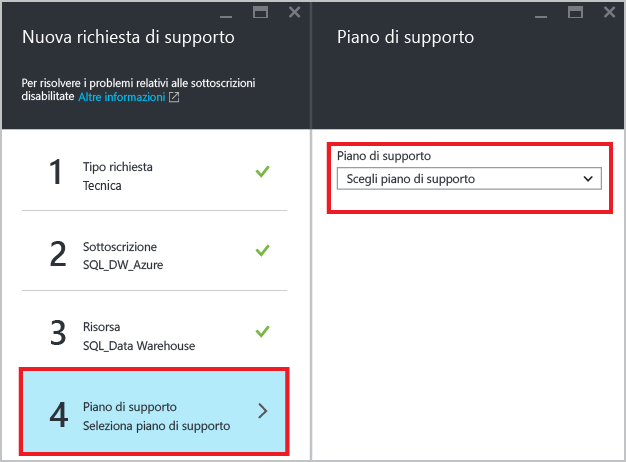 Nuova richiesta di supporto
Per risolvere i problemi relativi alle sottoscrizioni
disabilitate Altre informazioni
1
Tipo richiesta
Tecnica
2
Sottoscrizione
SQL_DW_Azure
3
Risorsa
SQL_Data Warehouse
4
Piano di supporto
Seleziona piano di supporto
Piano di supporto
Piano di supporto
Scegli piano di supporto